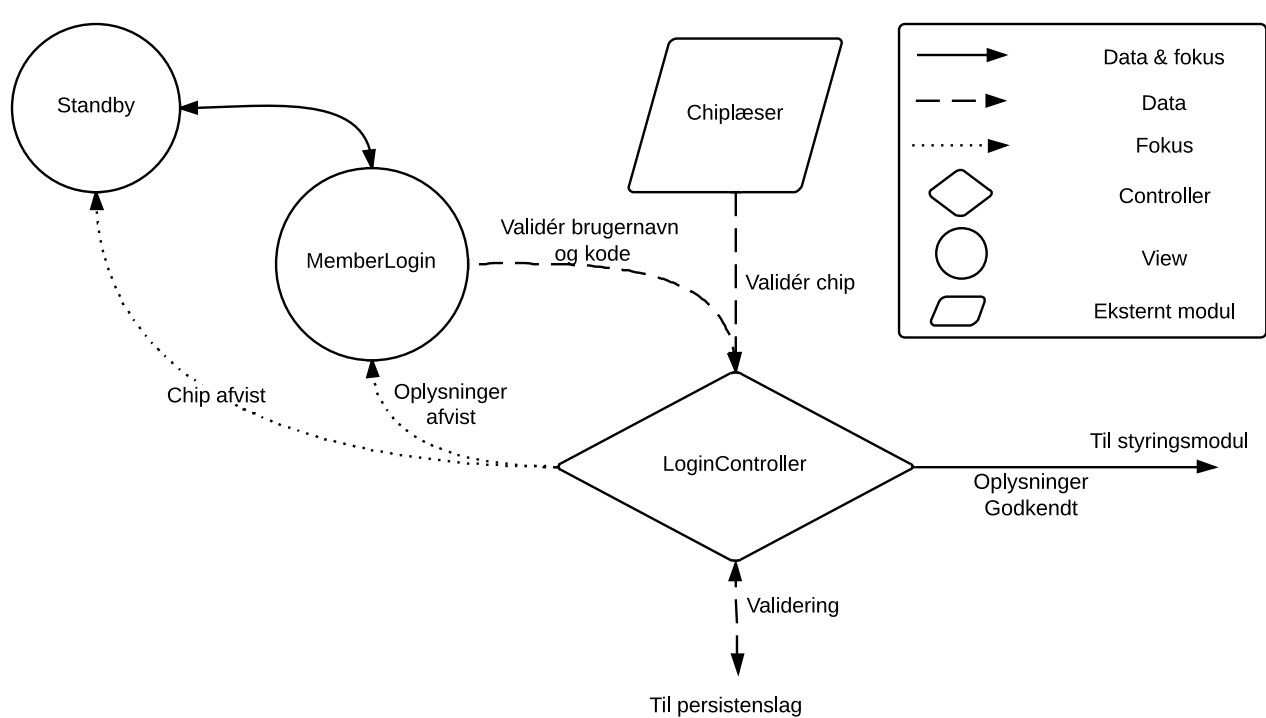 Standby
Chiplæser
MemberLogin
Validér brugernavn
og kode
Validér chip
Chip afvist
Oplysninger
afvist
LoginController
Til styringsmodul
Oplysninger
Godkendt
Validering
Til persistenslag
Data & fokus
Data
Fokus
Controller
View
Eksternt modul